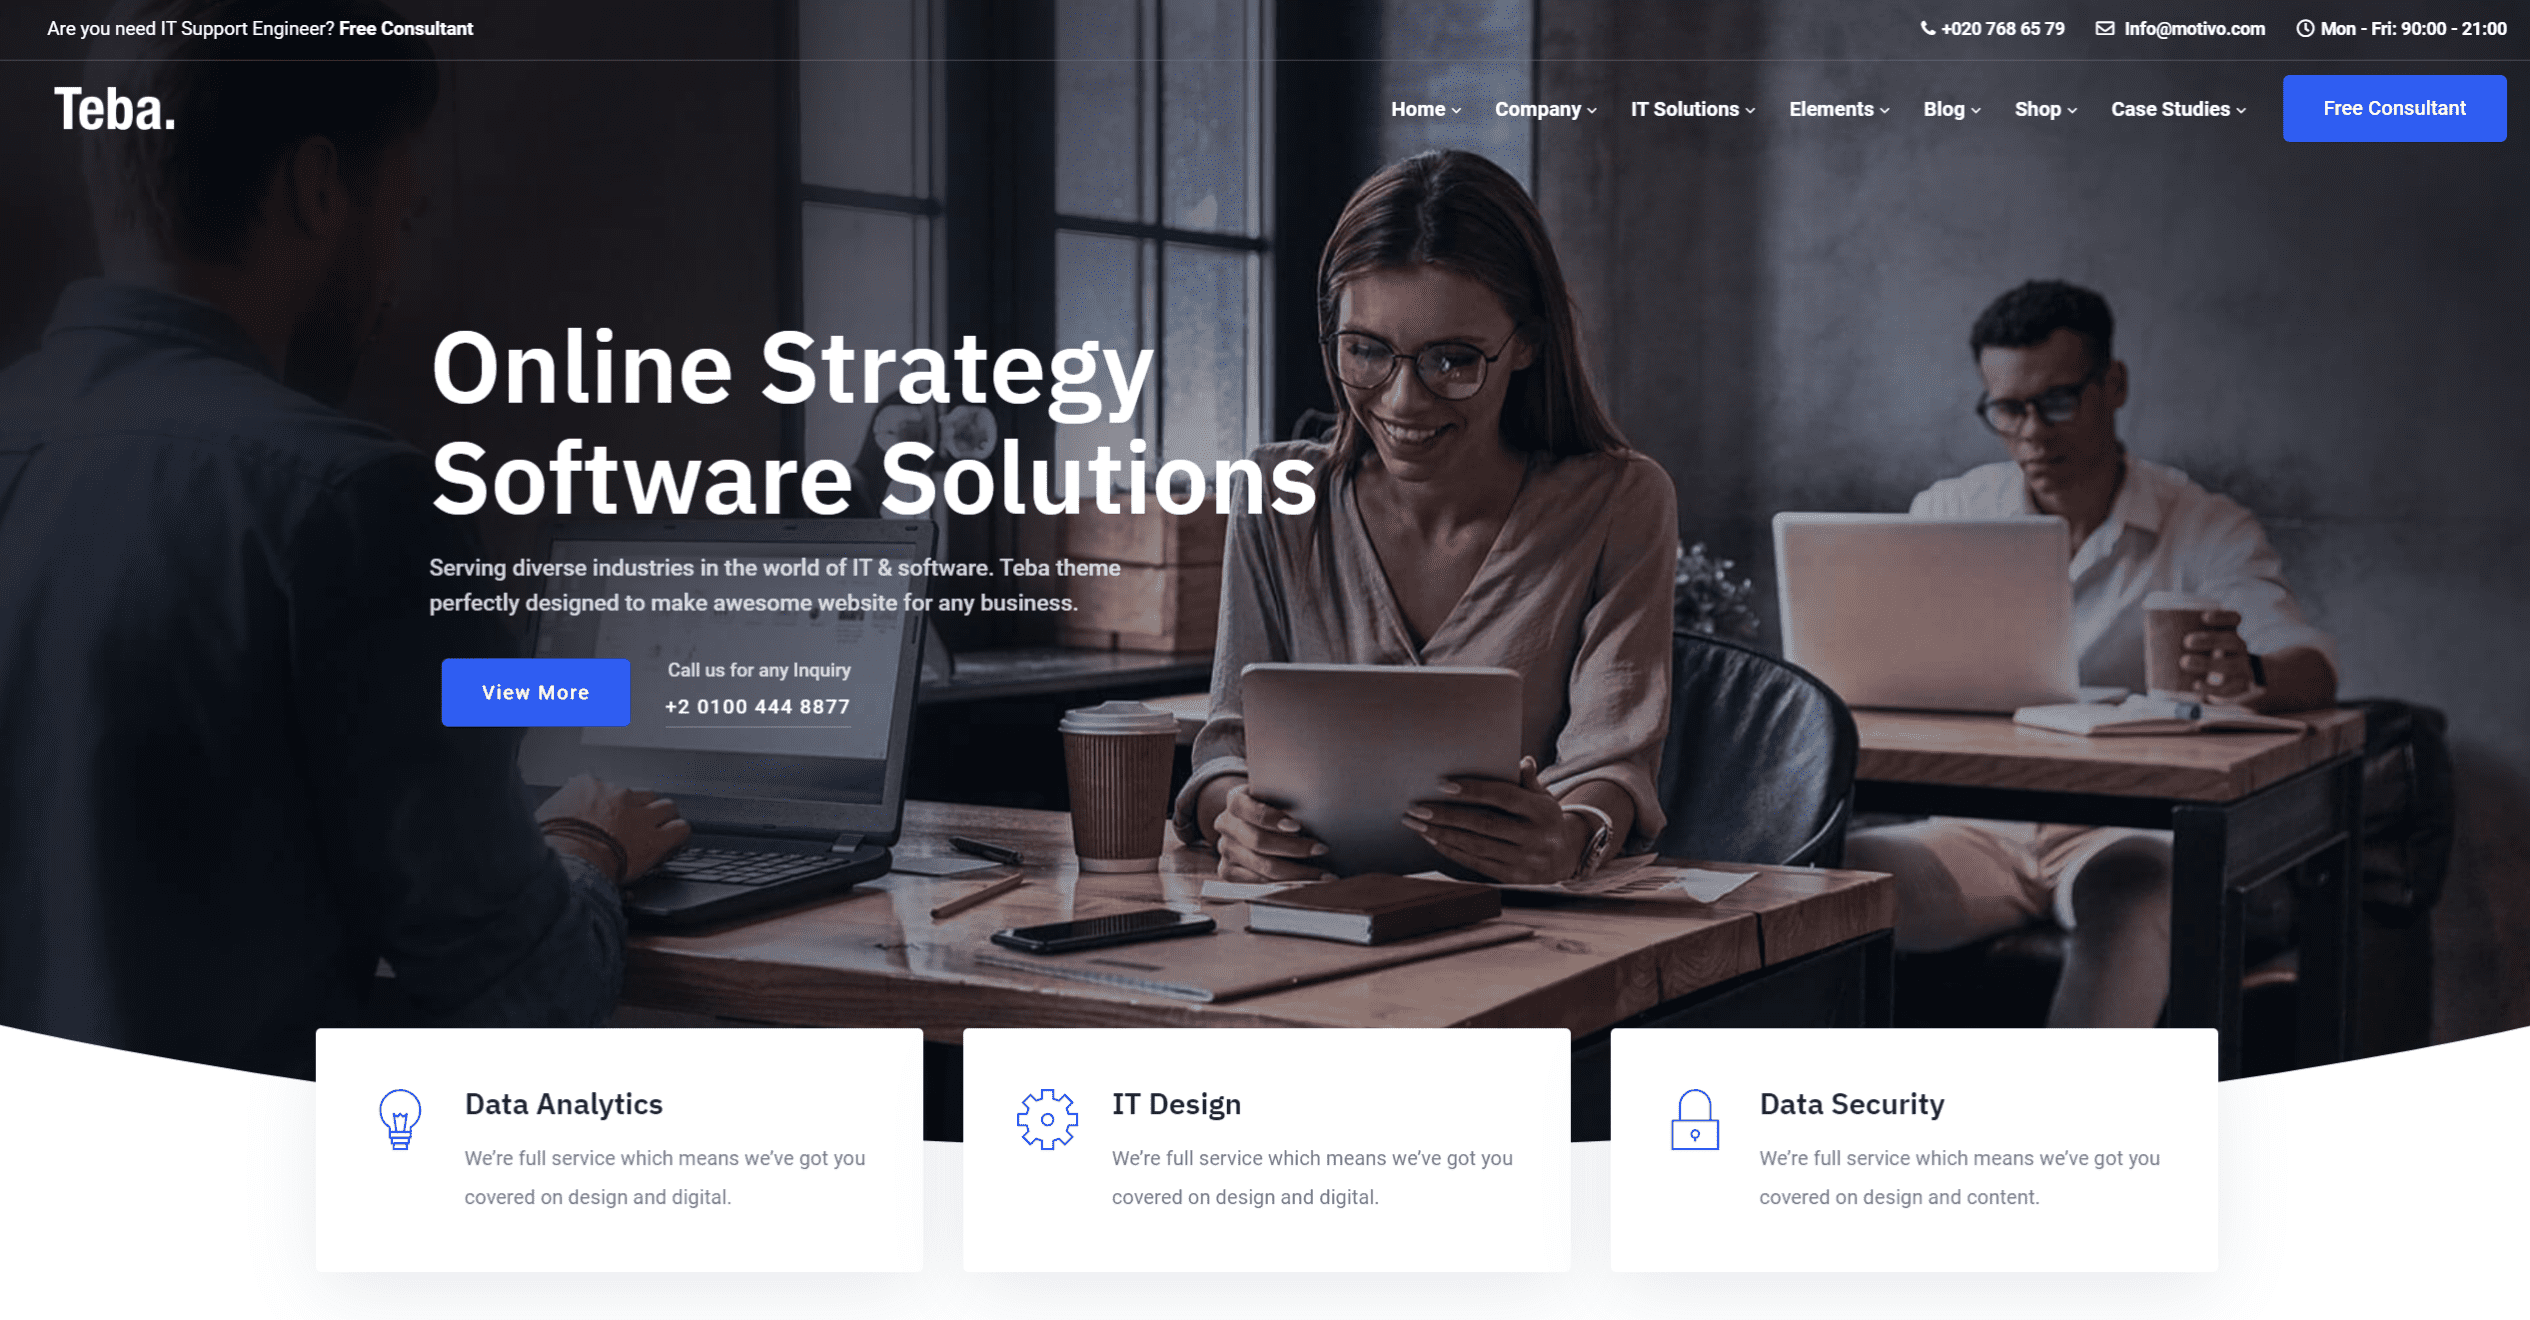 Are you need IT Support Engineer? Free Consultant
+020 768 65 79
Info@motivo.com
Mon - Fri: 90:00 - 21:00
Teba.
Home
Company
IT Solutions
Elements
Blog
Shop
Case Studies
Free Consultant
Online Strategy
Software Solutions
Serving diverse industries in the world of IT & software. Teba theme
perfectly designed to make awesome website for any business.
View More
Call us for any Inquiry
+2 0100 444 8877
Data Analytics
We’re full service which means we’ve got you
covered on design and digital.
IT Design
We’re full service which means we’ve got you
covered on design and digital.
Data Security
We’re full service which means we’ve got you
covered on design and content.